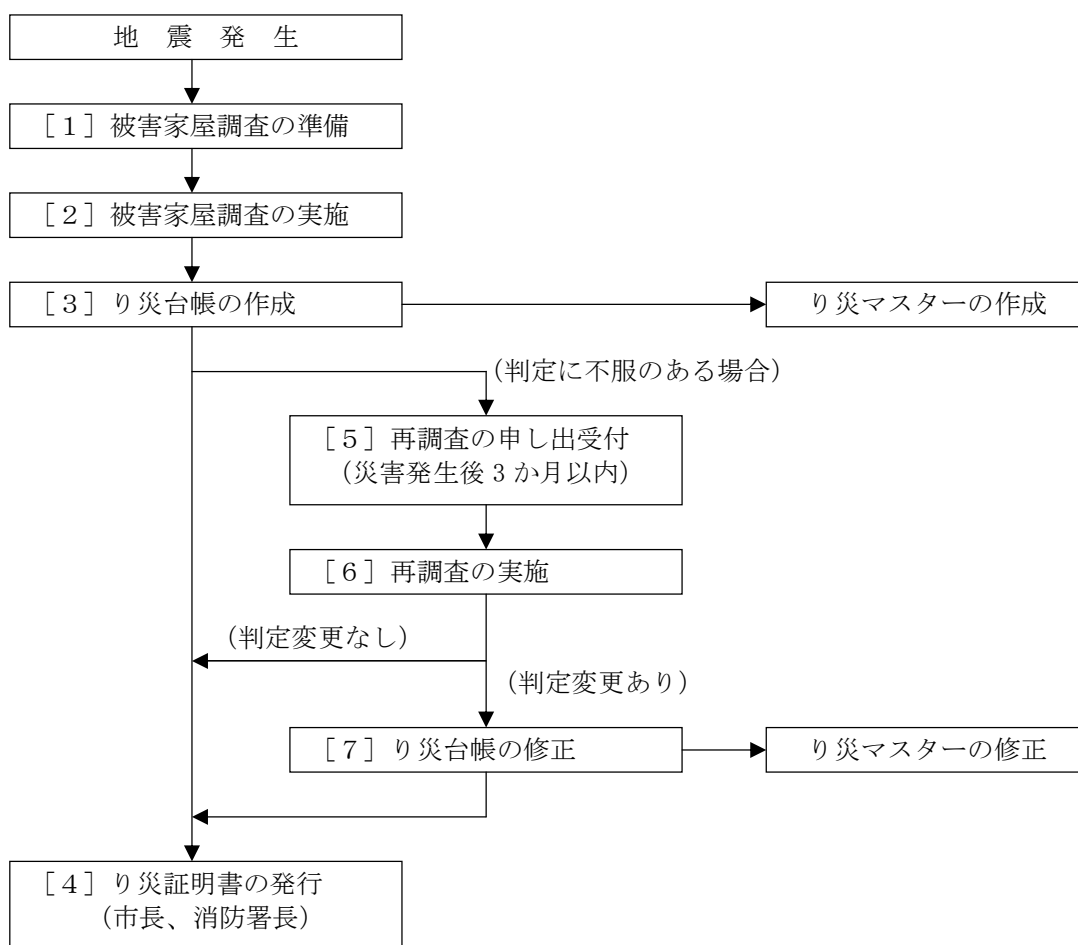 地 震 発 生
［１］被害家屋調査の準備
［２］被害家屋調査の実施
［３］り災台帳の作成
り災マスターの作成
（判定に不服のある場合）
［５］再調査の申し出受付
（災害発生後 3 か月以内）
［６］再調査の実施
（判定変更なし）
（判定変更あり）
［７］り災台帳の修正
り災マスターの修正
［４］り災証明書の発行
（市長、消防署長）